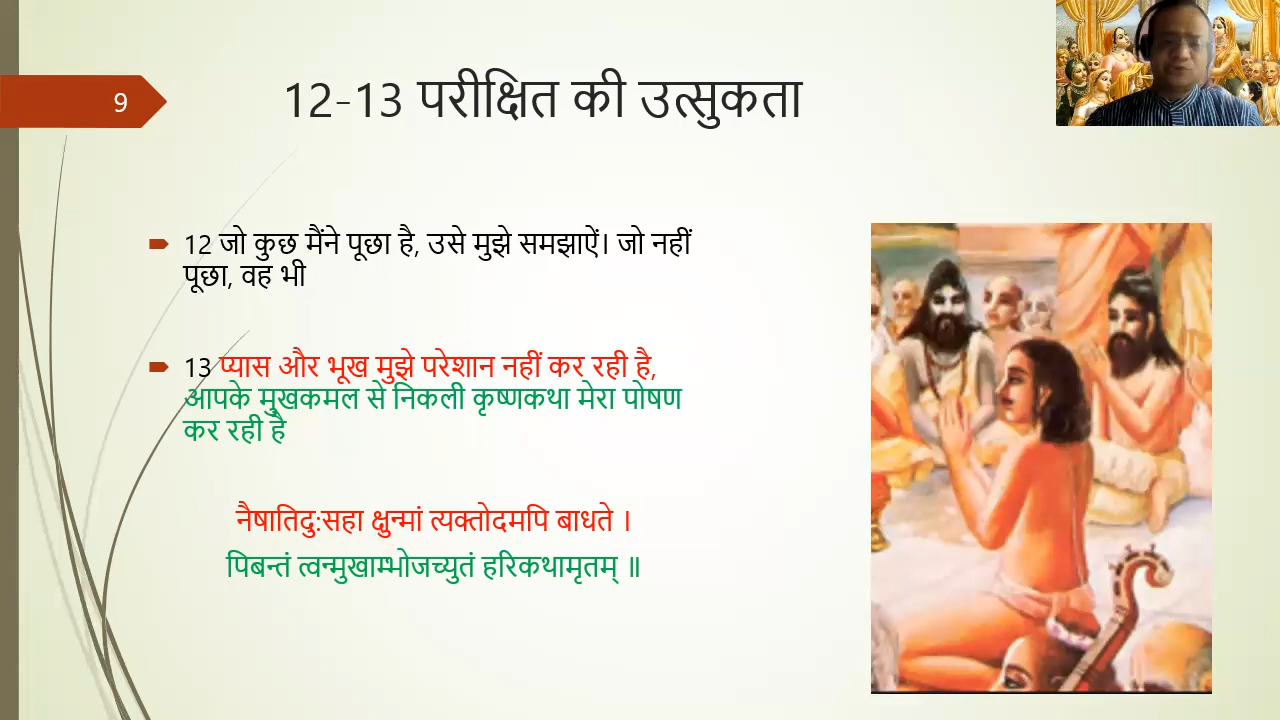 9
12-13 परीक्षित की उत्सुकता
12 जो कुछ मैंने पूछा है, उसे मुझे समझाऐं। जो नहीं
पूछा, वह भी
13 प्यास और भूख मुझे परेशान नहीं कर रही है,
आपके मुखकमल से निकली कृष्णकथा मेरा पोषण
कर रही है
नैषातिदु:सहा क्षुन्मां त्यक्तोदमपि बाधते ।
पिबन्तं त्वन्मुखाम्भोजच्युतं हरिकथामृतम् ॥